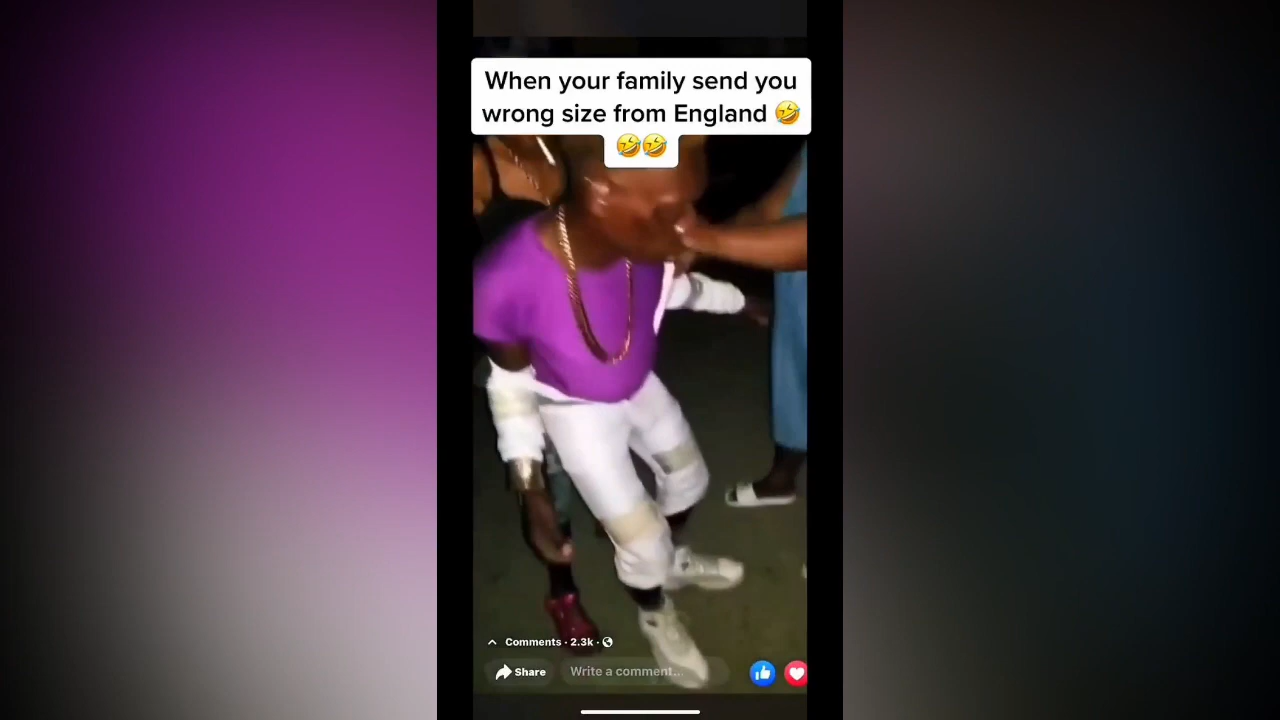 When your family send you
wrong size from England 🤣
🤣🤣
Comments · 2.3k ·
Share
Write a comment...